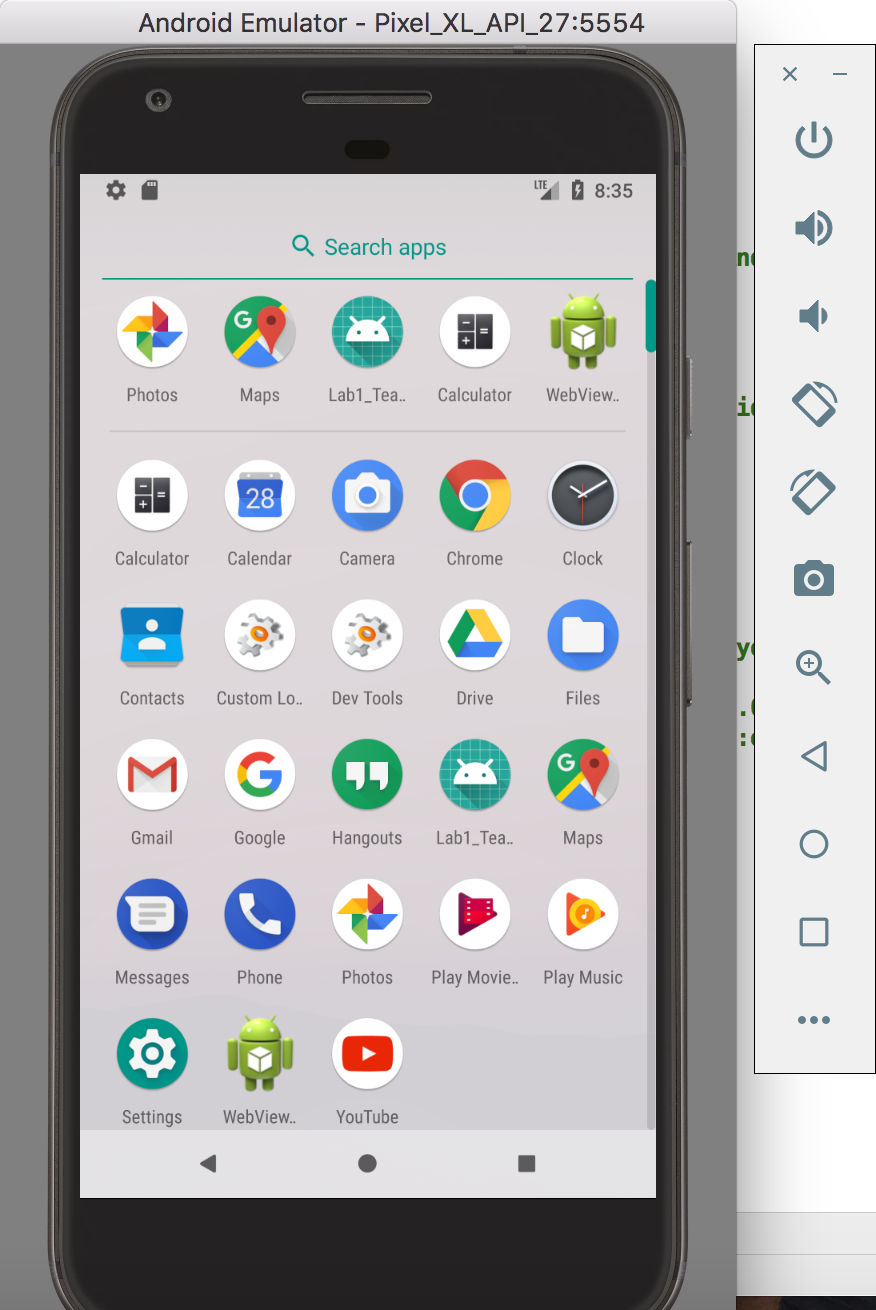 Android Emulator - Pixel_XL_API_27:5554
LTE 8:35
Search apps
Photos Maps Lab1_Tea.. Calculator WebView..
Calculator Calendar Camera Chrome Clock
28
Contacts Custom Lo.. Dev Tools Drive Files
Gmail Google Hangouts Lab1_Tea.. Maps
Messages Phone Photos Play Movie.. Play Music
Settings WebView.. YouTube